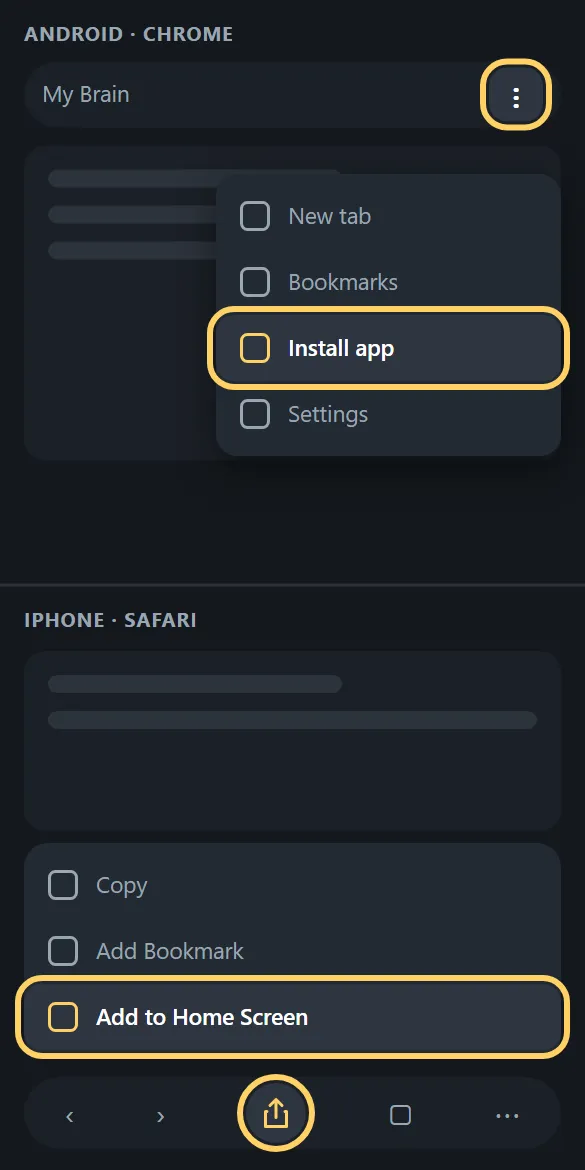 ANDROID · CHROME
My Brain
New tab
Bookmarks
Install app
Settings
IPHONE · SAFARI
Copy
Add Bookmark
Add to Home Screen